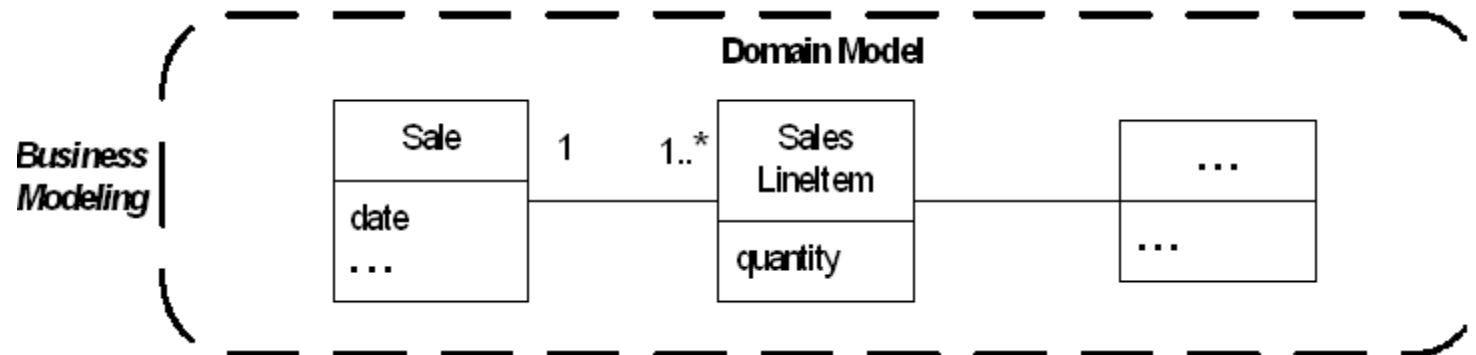 Domain Model
Business
Modeling
Sale
1
1..*
Sales
LineItem
...
date
...
quantity
...